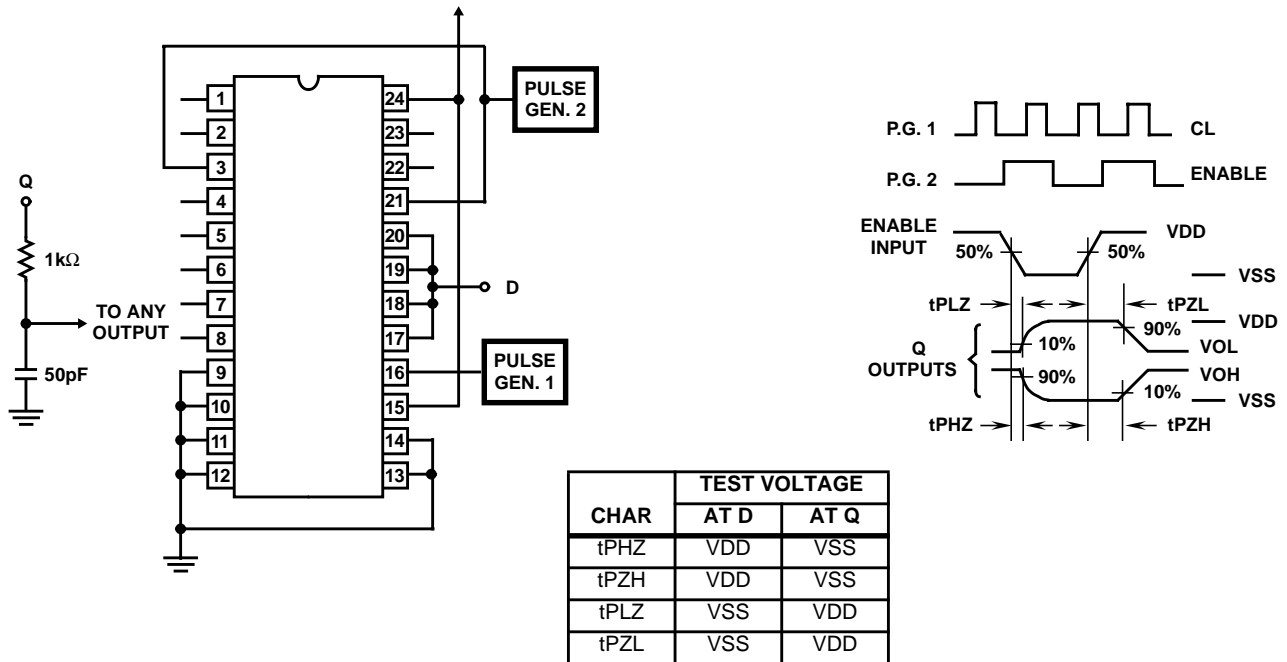 PULSE
GEN. 2
1
2
3
4
5
6
7
8
9
10
11
12
24
23
22
21
20
19
18
17
16
15
14
13
Q
1kΩ
50pF
TO ANY
OUTPUT
D
PULSE
GEN. 1
P.G. 1
CL
P.G. 2
ENABLE
ENABLE
INPUT
50%
50%
VDD
VSS
tPLZ
tPZL
VDD
10%
90%
VOL
Q
OUTPUTS
90%
10%
VOH
VSS
tPHZ
tPZH
CHAR TEST VOLTAGE
AT D AT Q
tPHZ VDD VSS
tPZH VDD VSS
tPLZ VSS VDD
tPZL VSS VDD